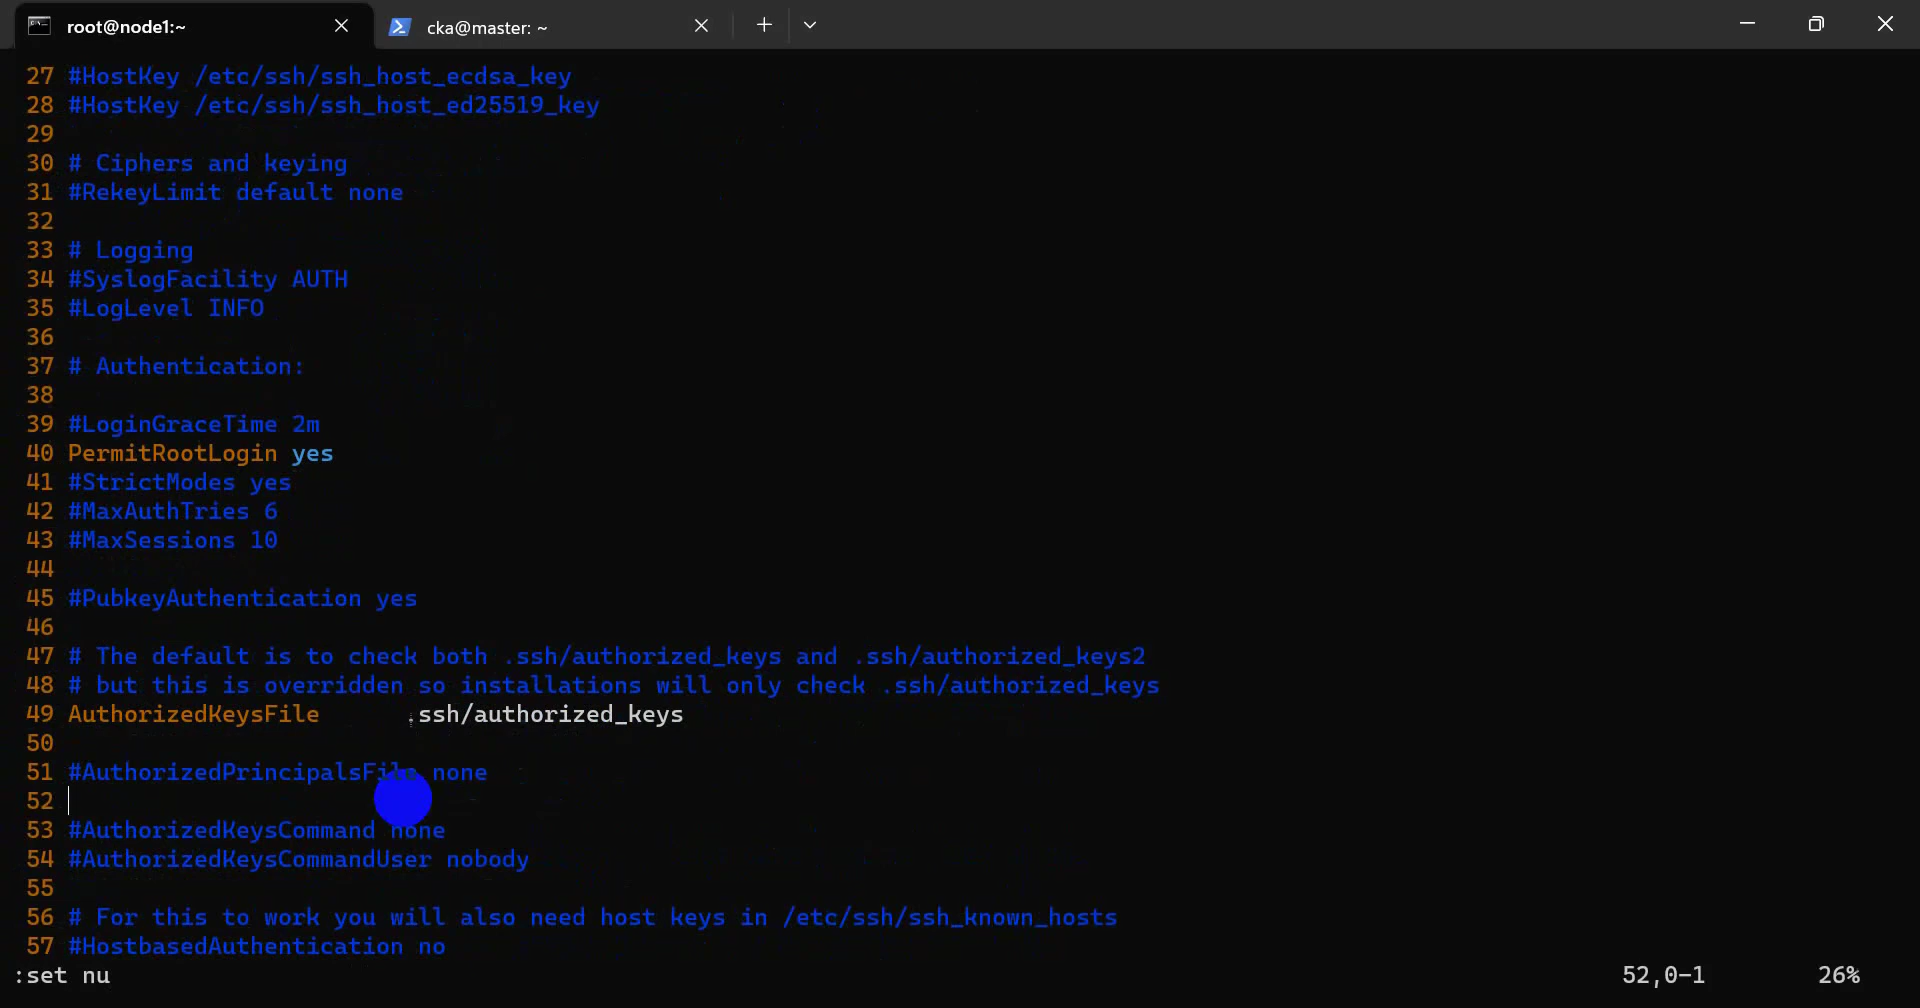 root@node1:~
cka@master: ~
27 #HostKey /etc/ssh/ssh_host_ecdsa_key
28 #HostKey /etc/ssh/ssh_host_ed25519_key
29
30 # Ciphers and keying
31 #RekeyLimit default none
32
33 # Logging
34 #SyslogFacility AUTH
35 #LogLevel INFO
36
37 # Authentication:
38
39 #LoginGraceTime 2m
40 PermitRootLogin yes
41 #StrictModes yes
42 #MaxAuthTries 6
43 #MaxSessions 10
44
45 #PubkeyAuthentication yes
46
47 # The default is to check both .ssh/authorized_keys and .ssh/authorized_keys2
48 # but this is overridden so installations will only check .ssh/authorized_keys
49 AuthorizedKeysFile      .ssh/authorized_keys
50
51 #AuthorizedPrincipalsFile none
52
53 #AuthorizedKeysCommand none
54 #AuthorizedKeysCommandUser nobody
55
56 # For this to work you will also need host keys in /etc/ssh/ssh_known_hosts
57 #HostbasedAuthentication no
:set nu 52,0-1 26%